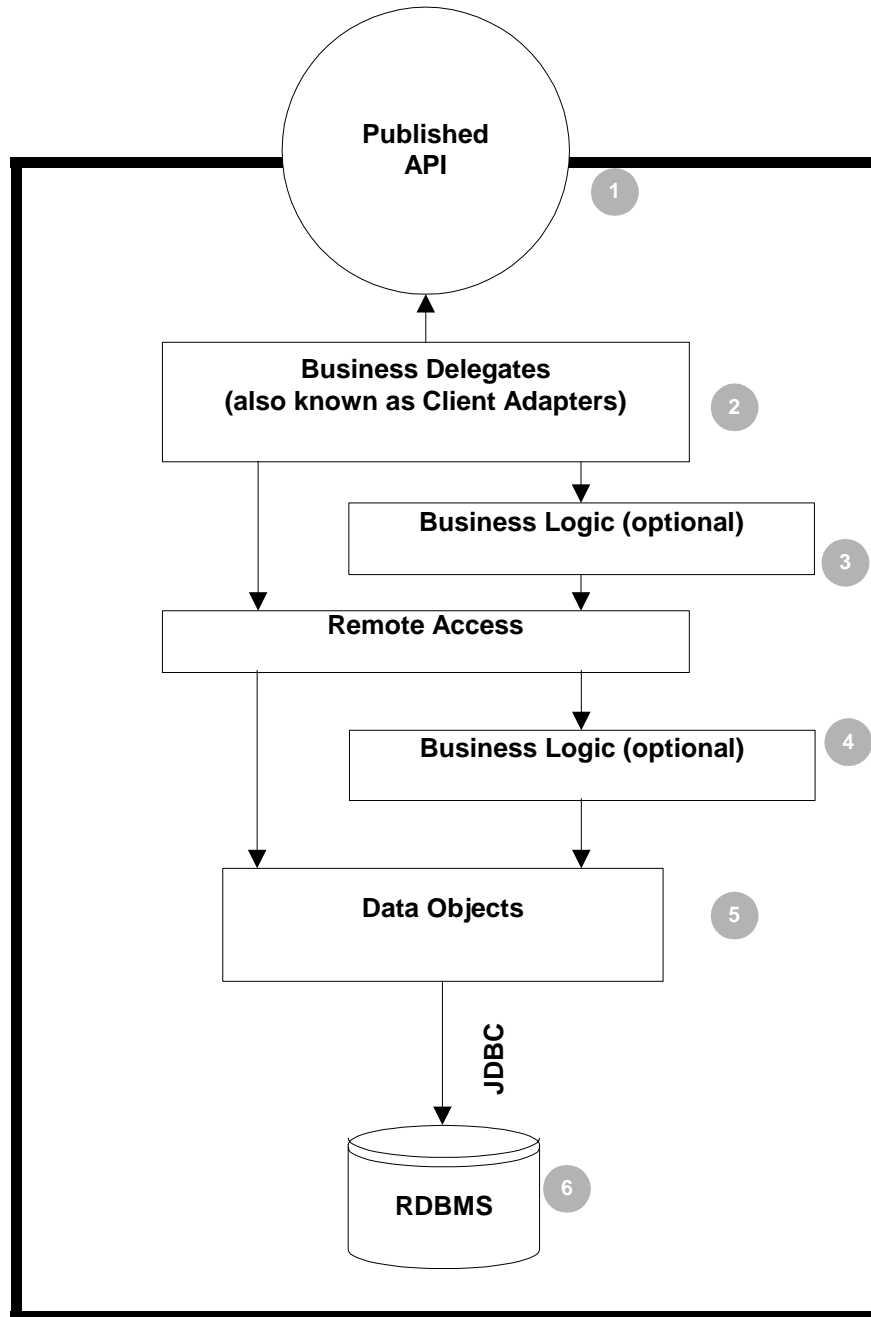 Published
API
1
Business Delegates
(also known as Client Adapters)
2
Business Logic (optional)
3
Remote Access
Business Logic (optional)
4
Data Objects
5
JDBC
RDBMS
6